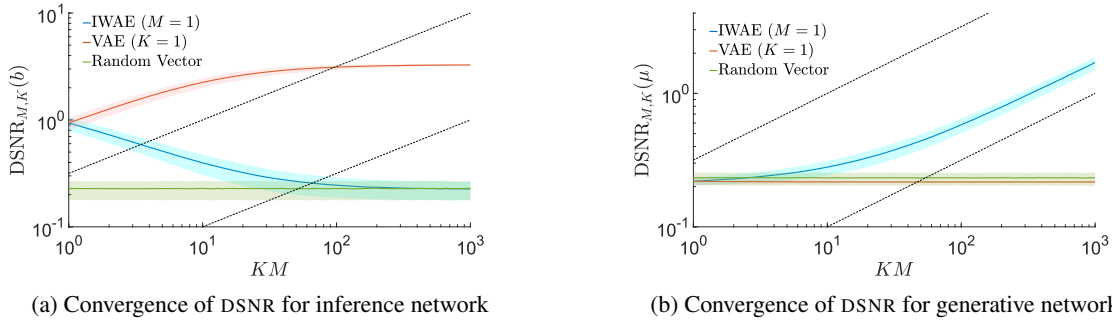 10^1
IWAE (M = 1)
VAE (K = 1)
Random Vector
DSNR_{M,K}(b)
10^0
10^{-1}
10^0 10^1 10^2 10^3
KM
(a) Convergence of DSNR for inference network
IWAE (M = 1)
VAE (K = 1)
Random Vector
DSNR_{M,K}(μ)
10^0
10^{-1}
10^0 10^1 10^2 10^3
KM
(b) Convergence of DSNR for generative network